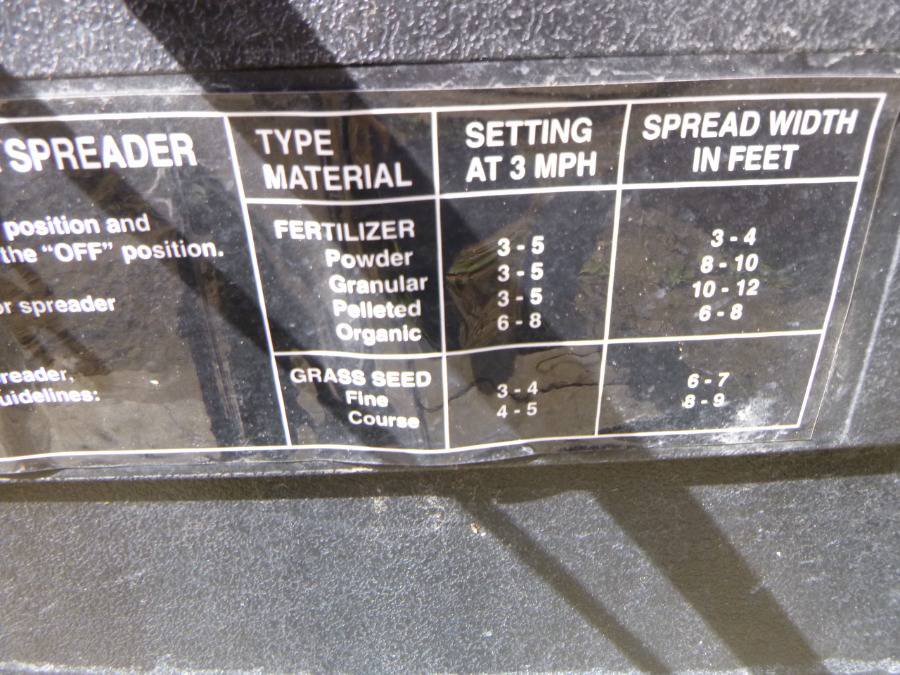 SPREADER
position and
the "OFF" position.
or spreader
reader,
uidelines:
TYPE
MATERIAL
SETTING
AT 3 MPH
SPREAD WIDTH
IN FEET
FERTILIZER
Powder 3 - 5 3 - 4
Granular 3 - 5 8 - 10
Pelleted 3 - 5 10 - 12
Organic 6 - 8 6 - 8
GRASS SEED
Fine 3 - 4 6 - 7
Course 4 - 5 8 - 9